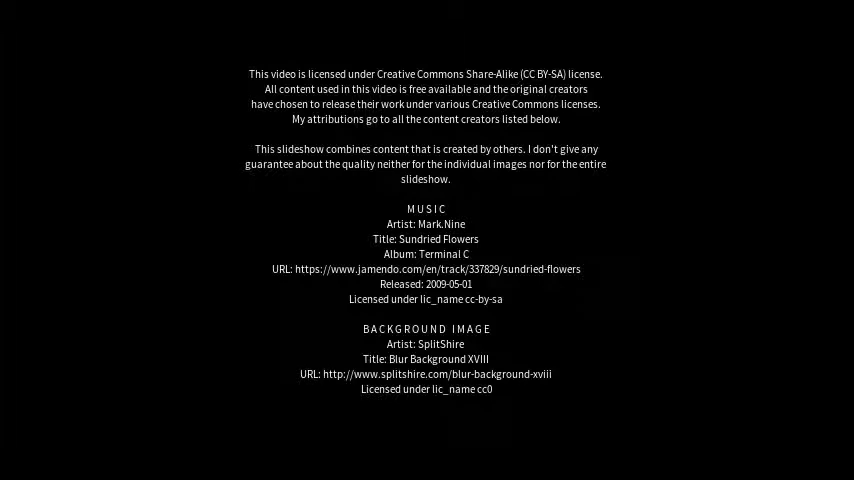 This video is licensed under Creative Commons Share-Alike (CC BY-SA) license.
All content used in this video is free available and the original creators
have chosen to release their work under various Creative Commons licenses.
My attributions go to all the content creators listed below.
This slideshow combines content that is created by others. I don't give any
guarantee about the quality neither for the individual images nor for the entire
slideshow.
MUSIC
Artist: Mark.Nine
Title: Sundried Flowers
Album: Terminal C
URL: https://www.jamendo.com/en/track/337829/sundried-flowers
Released: 2009-05-01
Licensed under lic_name cc-by-sa
BACKGROUND IMAGE
Artist: SplitShire
Title: Blur Background XVIII
URL: http://www.splitshire.com/blur-background-xviii
Licensed under lic_name cc0